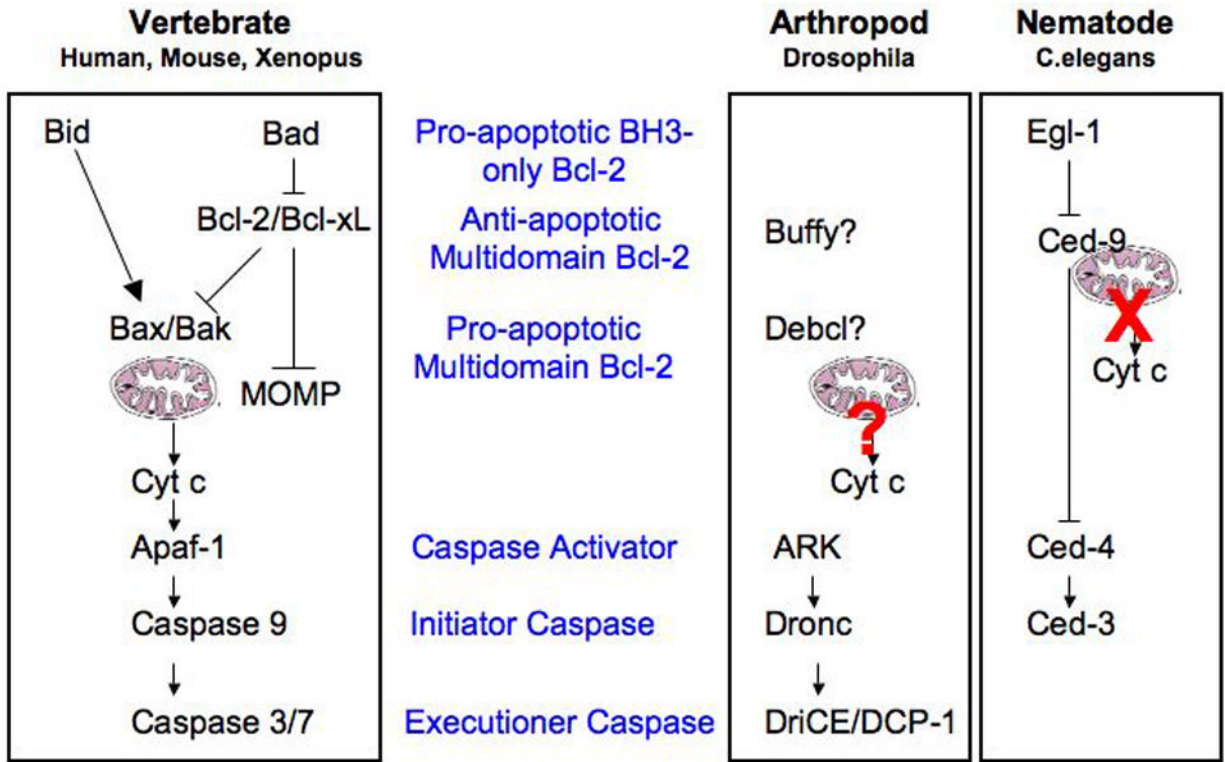 Vertebrate
Human, Mouse, Xenopus
Arthropod
Drosophila
Nematode
C.elegans
Bid
Bad
Bcl-2/Bcl-xL
Bax/Bak
MOMP
Cyt c
Apaf-1
Caspase 9
Caspase 3/7
Pro-apoptotic BH3-
only Bcl-2
Anti-apoptotic
Multidomain Bcl-2
Pro-apoptotic
Multidomain Bcl-2
Caspase Activator
Initiator Caspase
Executioner Caspase
Buffy?
Debcl?
?
Cyt c
ARK
Dronc
DriCE/DCP-1
Egl-1
Ced-9
X
Cyt c
Ced-4
Ced-3